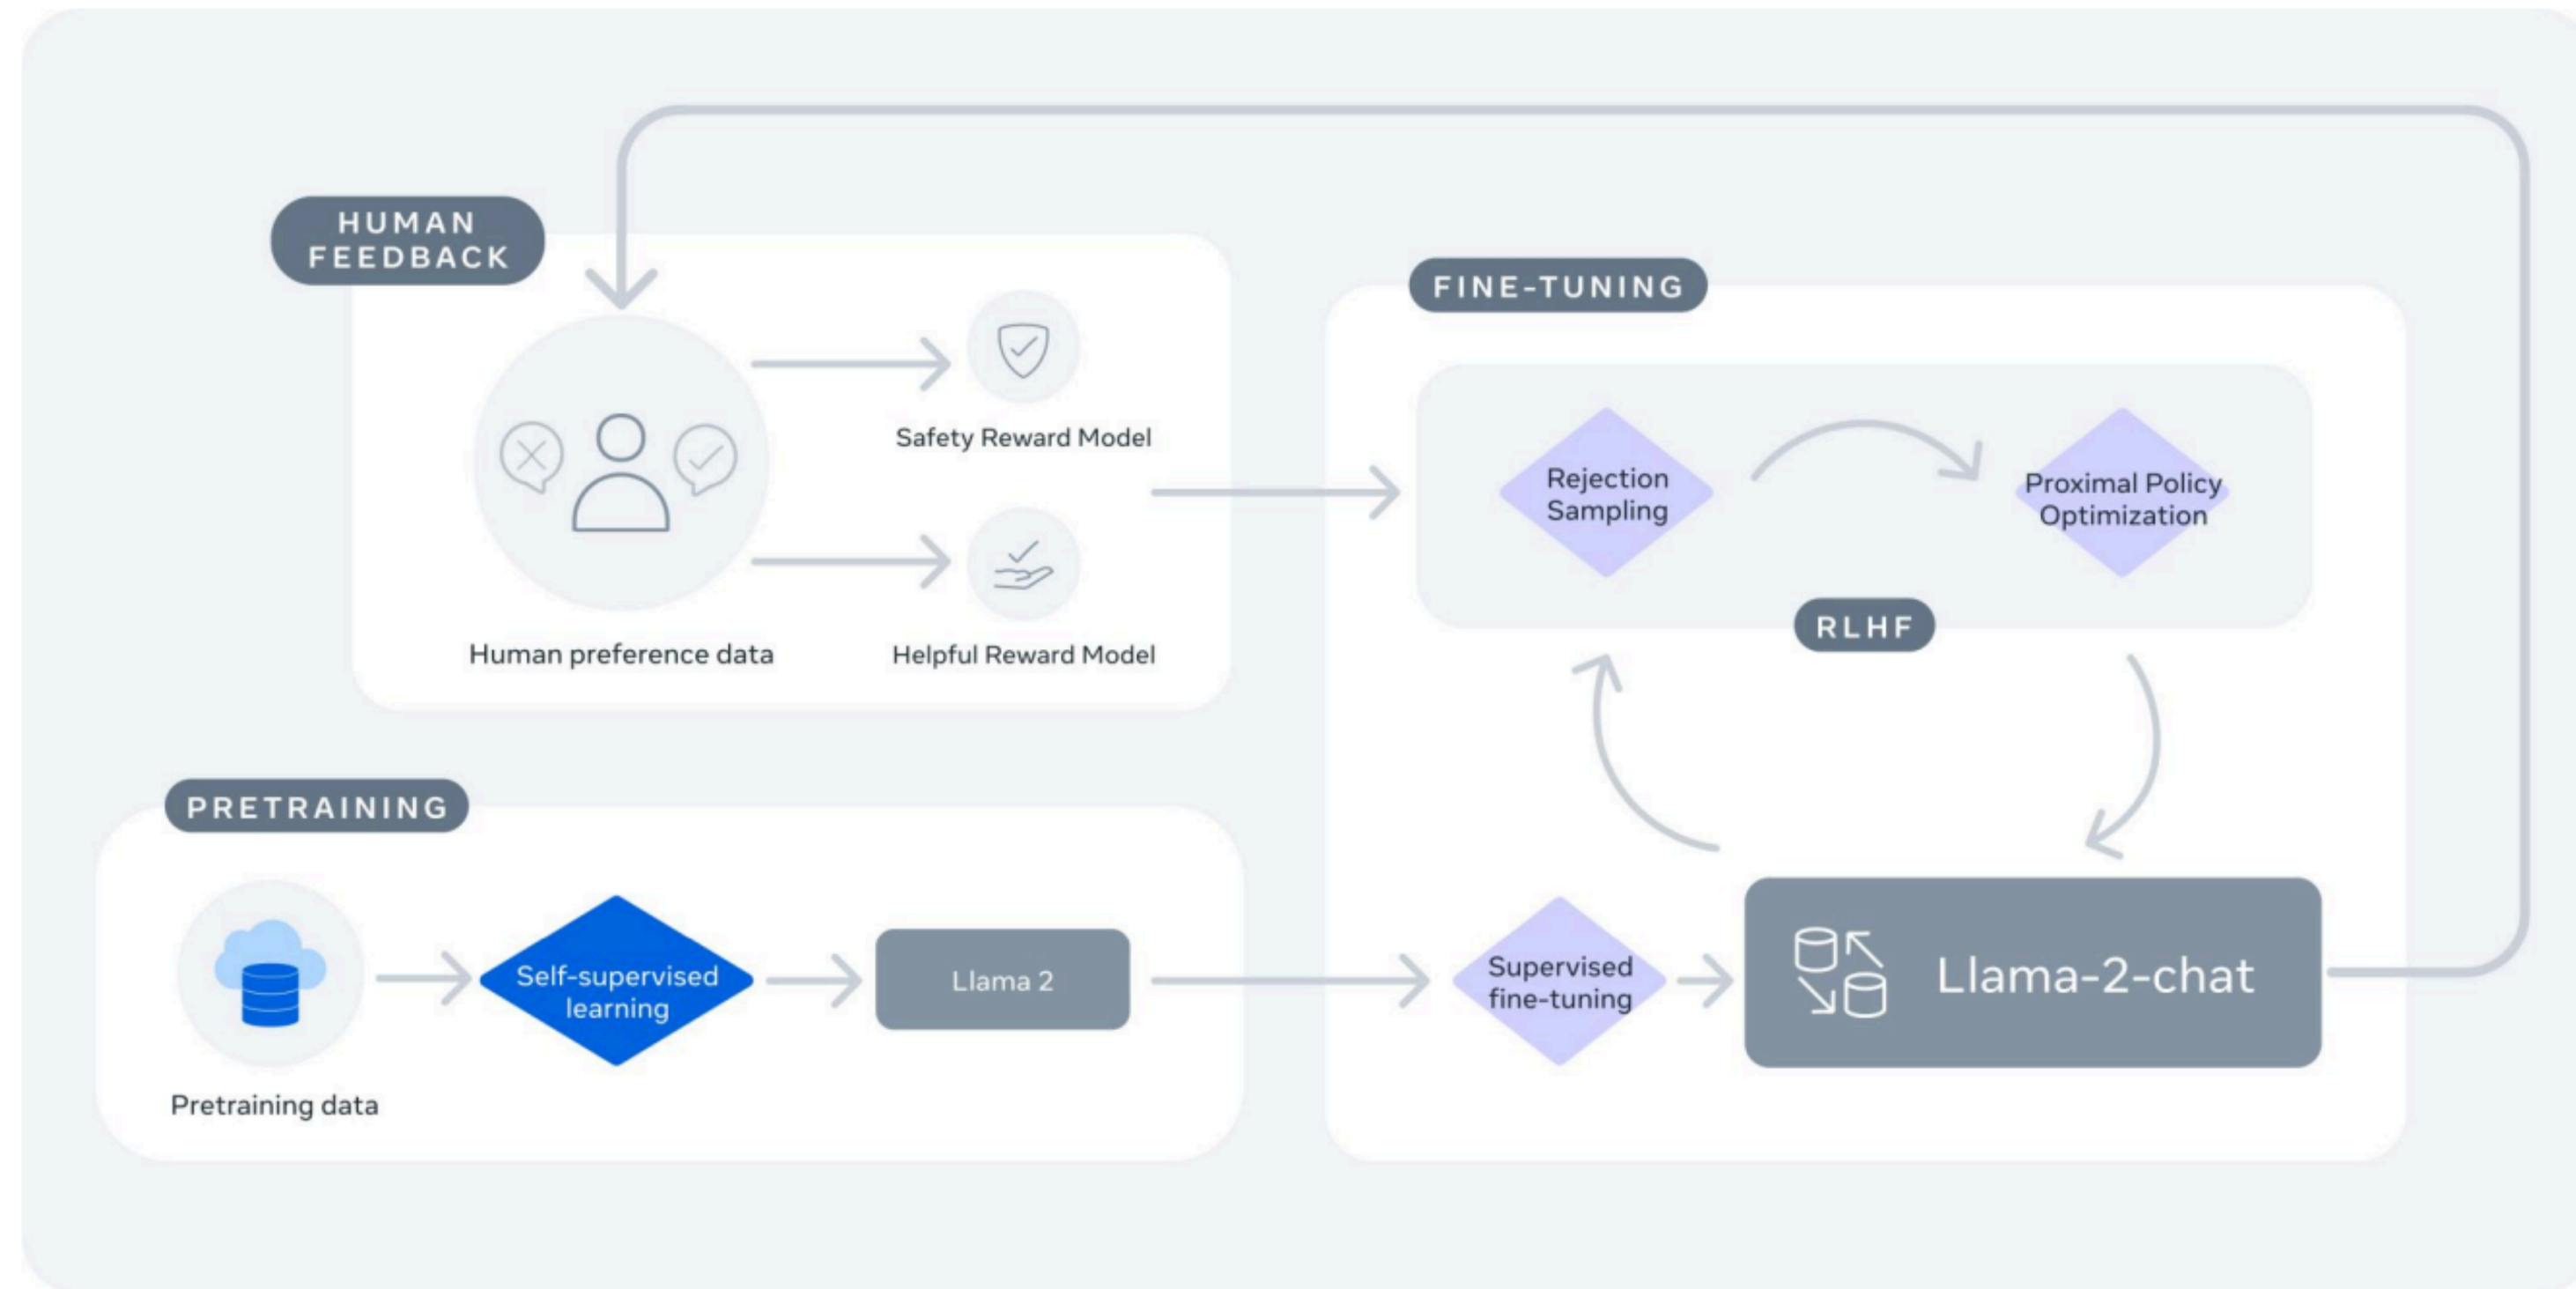 HUMAN
FEEDBACK
Safety Reward Model
Human preference data
Helpful Reward Model
FINE-TUNING
Rejection
Sampling
Proximal Policy
Optimization
RLHF
PRETRAINING
Pretraining data
Self-supervised
learning
Llama 2
Supervised
fine-tuning
Llama-2-chat